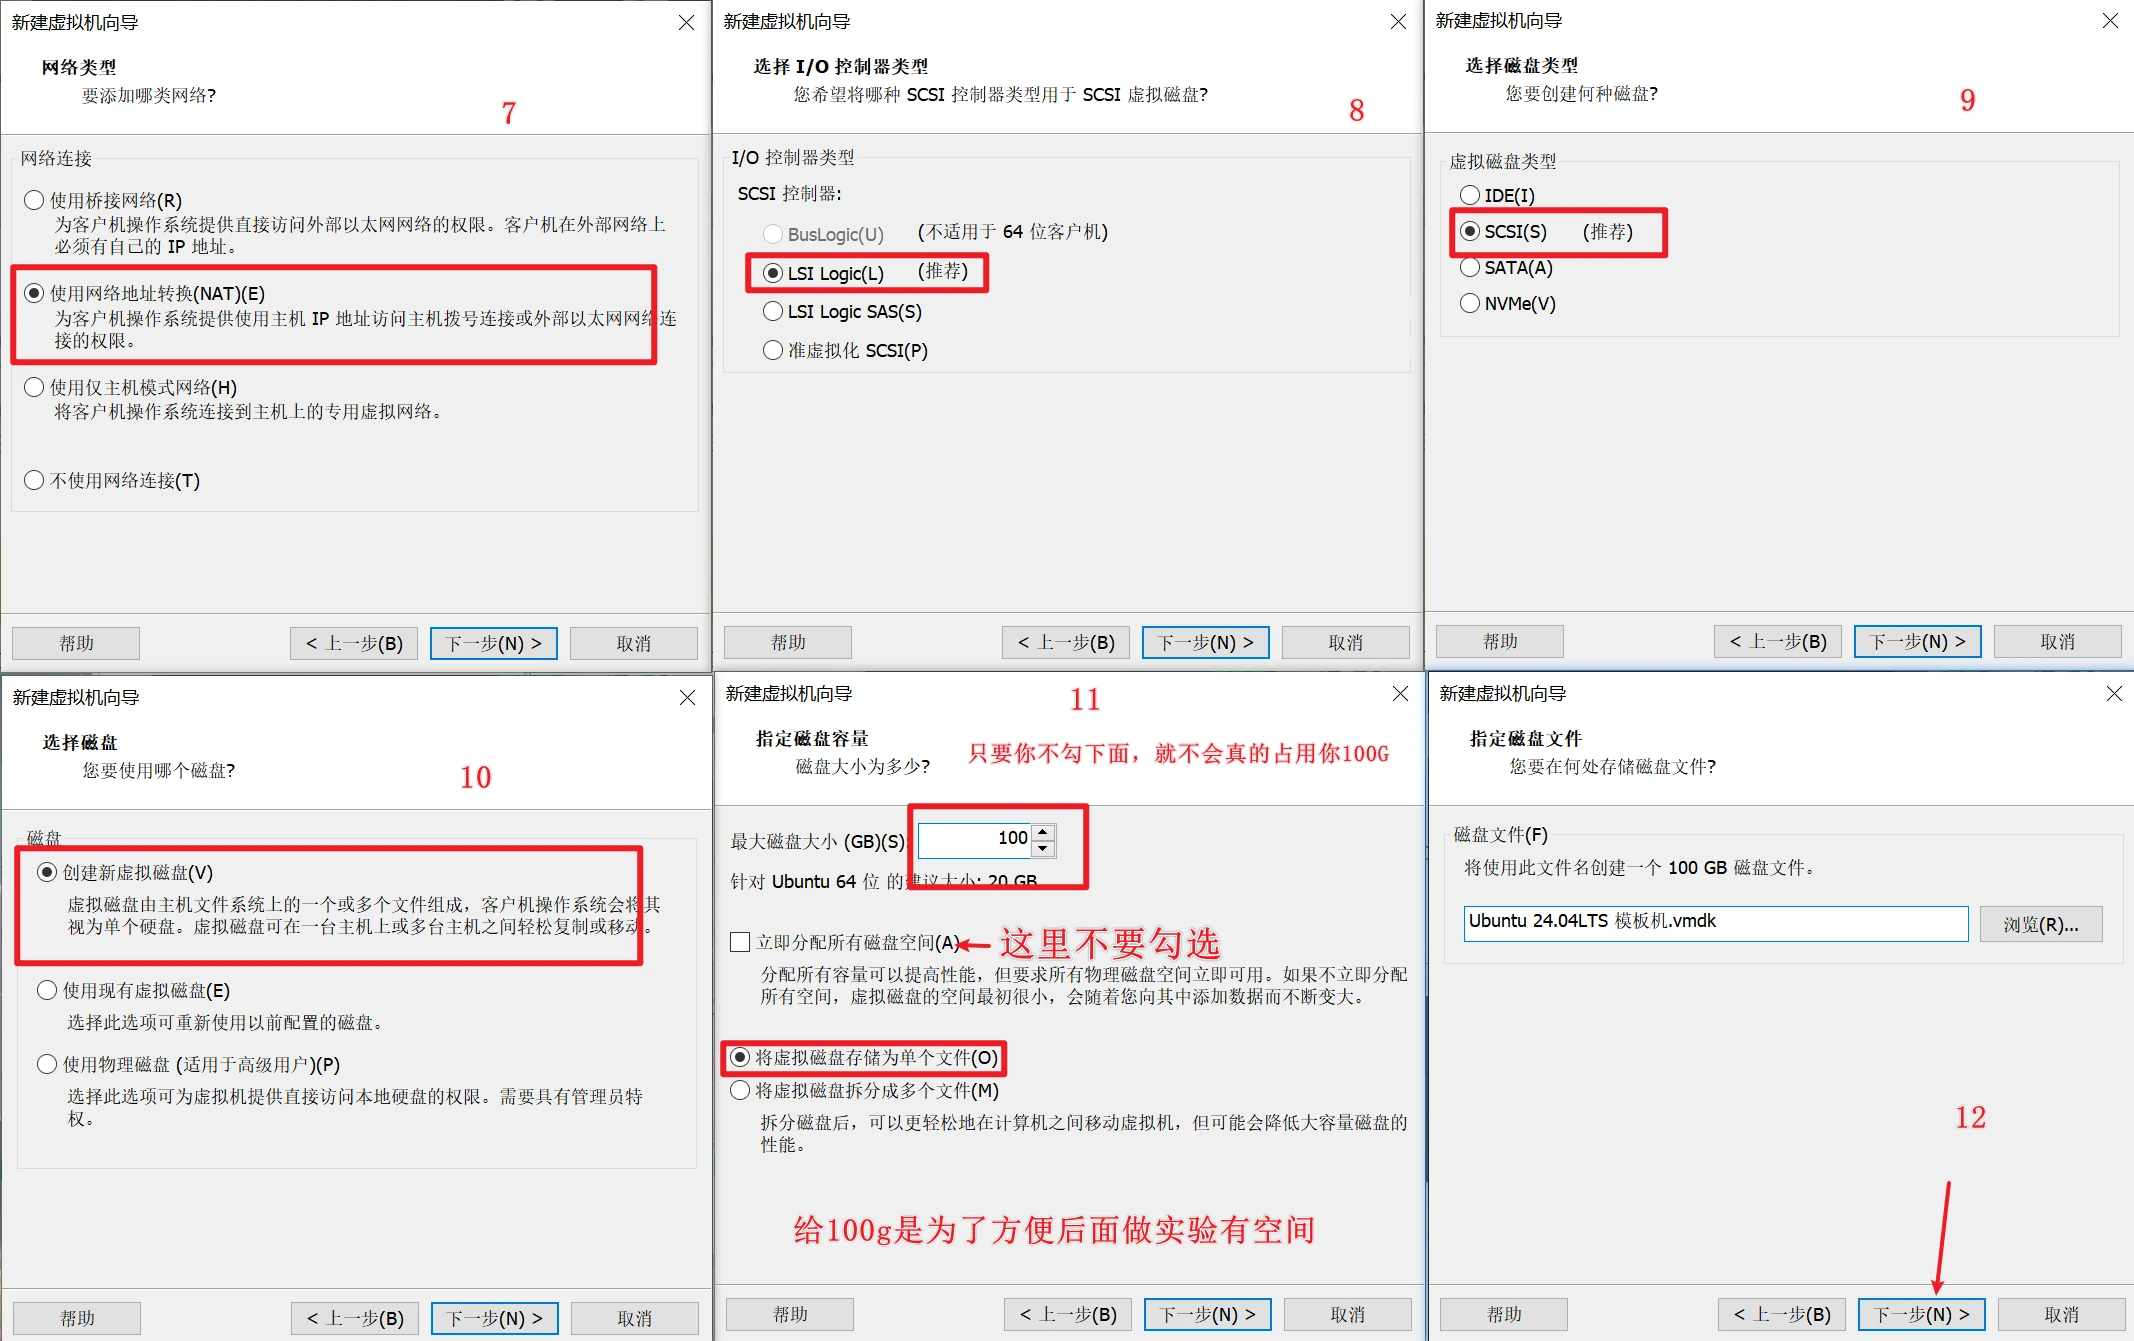 新建虚拟机向导
网络类型
要添加哪类网络?
7
网络连接
使用桥接网络(R)
为客户机操作系统提供直接访问外部以太网网络的权限。客户机在外部网络上
必须有自己的 IP 地址。
使用网络地址转换(NAT)(E)
为客户机操作系统提供使用主机 IP 地址访问主机拨号连接或外部以太网网络连
接的权限。
使用仅主机模式网络(H)
将客户机操作系统连接到主机上的专用虚拟网络。
不使用网络连接(T)
帮助
< 上一步(B)
下一步(N) >
取消
新建虚拟机向导
选择 I/O 控制器类型
您希望将哪种 SCSI 控制器类型用于 SCSI 虚拟磁盘?
8
I/O 控制器类型
SCSI 控制器:
BusLogic(U) (不适用于 64 位客户机)
LSI Logic(L) (推荐)
LSI Logic SAS(S)
准虚拟化 SCSI(P)
帮助
< 上一步(B)
下一步(N) >
取消
新建虚拟机向导
选择磁盘类型
您要创建何种磁盘?
9
虚拟磁盘类型
IDE(I)
SCSI(S) (推荐)
SATA(A)
NVMe(V)
帮助
< 上一步(B)
下一步(N) >
取消
新建虚拟机向导
选择磁盘
您要使用哪个磁盘?
10
磁盘
创建新虚拟磁盘(V)
虚拟磁盘由主机文件系统上的一个或多个文件组成，客户机操作系统会将其
视为单个硬盘。虚拟磁盘可在一台主机上或多台主机之间轻松复制或移动。
使用现有虚拟磁盘(E)
选择此选项可重新使用以前配置的磁盘。
使用物理磁盘 (适用于高级用户)(P)
选择此选项可为虚拟机提供直接访问本地硬盘的权限。需要具有管理员特
权。
帮助
< 上一步(B)
下一步(N) >
取消
新建虚拟机向导
11
指定磁盘容量
磁盘大小为多少?
只要你不勾下面，就不会真的占用你100G
最大磁盘大小 (GB)(S): 100
针对 Ubuntu 64 位 的建议大小: 20 GB
立即分配所有磁盘空间(A)
这里不要勾选
分配所有容量可以提高性能，但要求所有物理磁盘空间立即可用。如果不立即分配
所有空间，虚拟磁盘的空间最初很小，会随着您向其中添加数据而不断变大。
将虚拟磁盘存储为单个文件(O)
将虚拟磁盘拆分成多个文件(M)
拆分磁盘后，可以更轻松地在计算机之间移动虚拟机，但可能会降低大容量磁盘的
性能。
给100g是为了方便后面做实验有空间
帮助
< 上一步(B)
下一步(N) >
取消
新建虚拟机向导
指定磁盘文件
您要在何处存储磁盘文件?
磁盘文件(F)
将使用此文件名创建一个 100 GB 磁盘文件。
Ubuntu 24.04LTS 模板机.vmdk
浏览(R)...
12
帮助
< 上一步(B)
下一步(N) >
取消